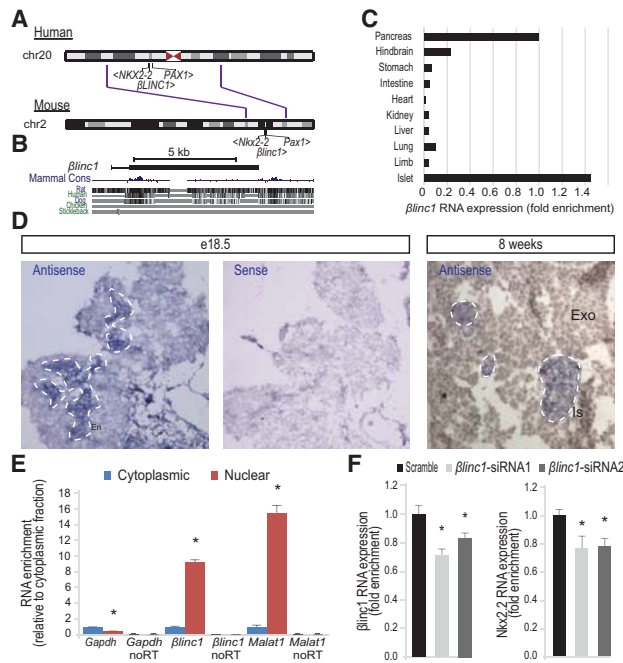 A
Human
chr20
<NKX2-2 PAX1>
βLINC1>
Mouse
chr2
<Nkx2-2 Pax1>
βlinc1>
B
5 kb
βlinc1
Mammal Cons
Rat
Human
Dog
Chicken
Stickleback
C
Pancreas
Hindbrain
Stomach
Intestine
Heart
Kidney
Liver
Lung
Limb
Islet
0 0.2 0.4 0.6 0.8 1.0 1.2 1.4
βlinc1 RNA expression (fold enrichment)
D
e18.5
8 weeks
Antisense
Sense
Antisense
En
Exo
Is
E
Cytoplasmic Nuclear
RNA enrichment
(relative to cytoplasmic fraction)
18
16
14
12
10
8
6
4
2
0
* * *
Gapdh
Gapdh noRT
βlinc1
βlinc1 noRT
Malat1
Malat1 noRT
F
Scramble βlinc1-siRNA1 βlinc1-siRNA2
βlinc1 RNA expression
(fold enrichment)
1.2
1.0
0.8
0.6
0.4
0.2
0.0
* *
Nkx2.2 RNA expression
(fold enrichment)
1.2
1.0
0.8
0.6
0.4
0.2
0.0
* *